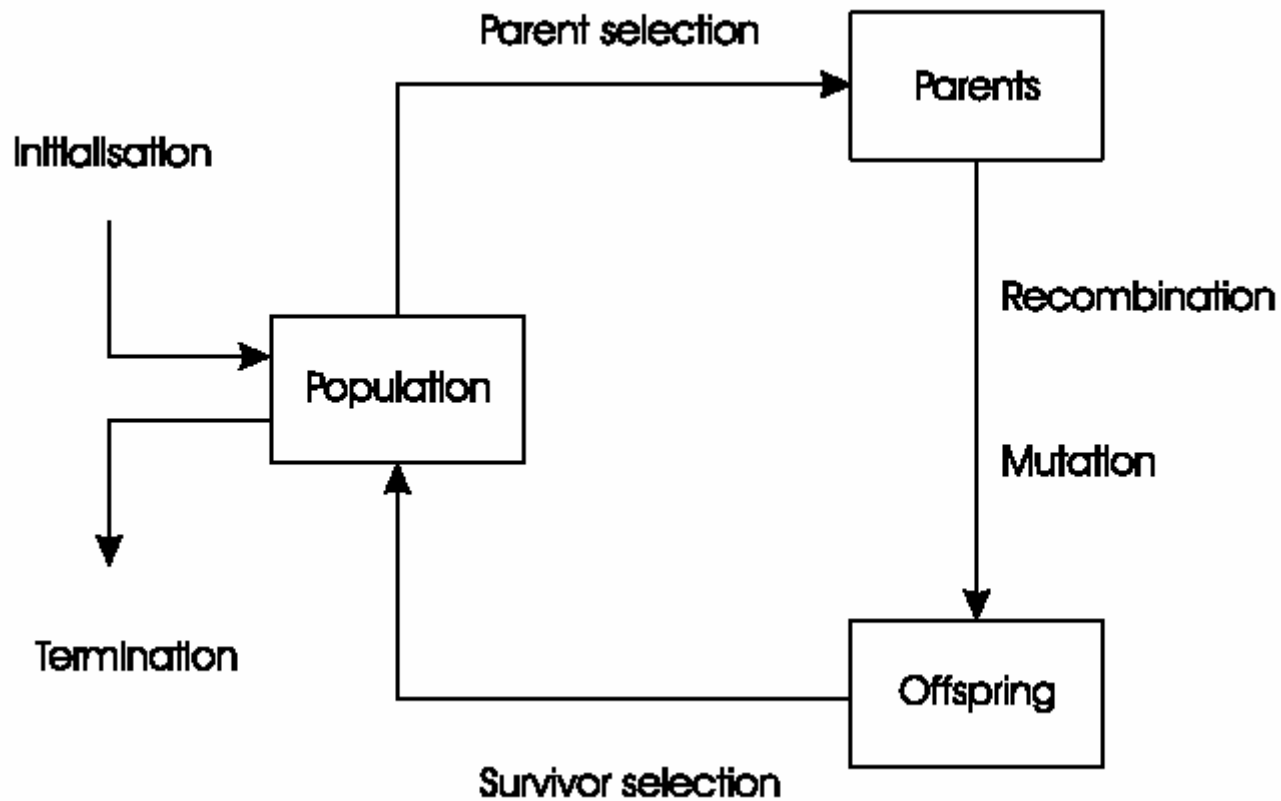 Parent selection
Parents
Initialisation
Recombination
Population
Mutation
Termination
Offspring
Survivor selection